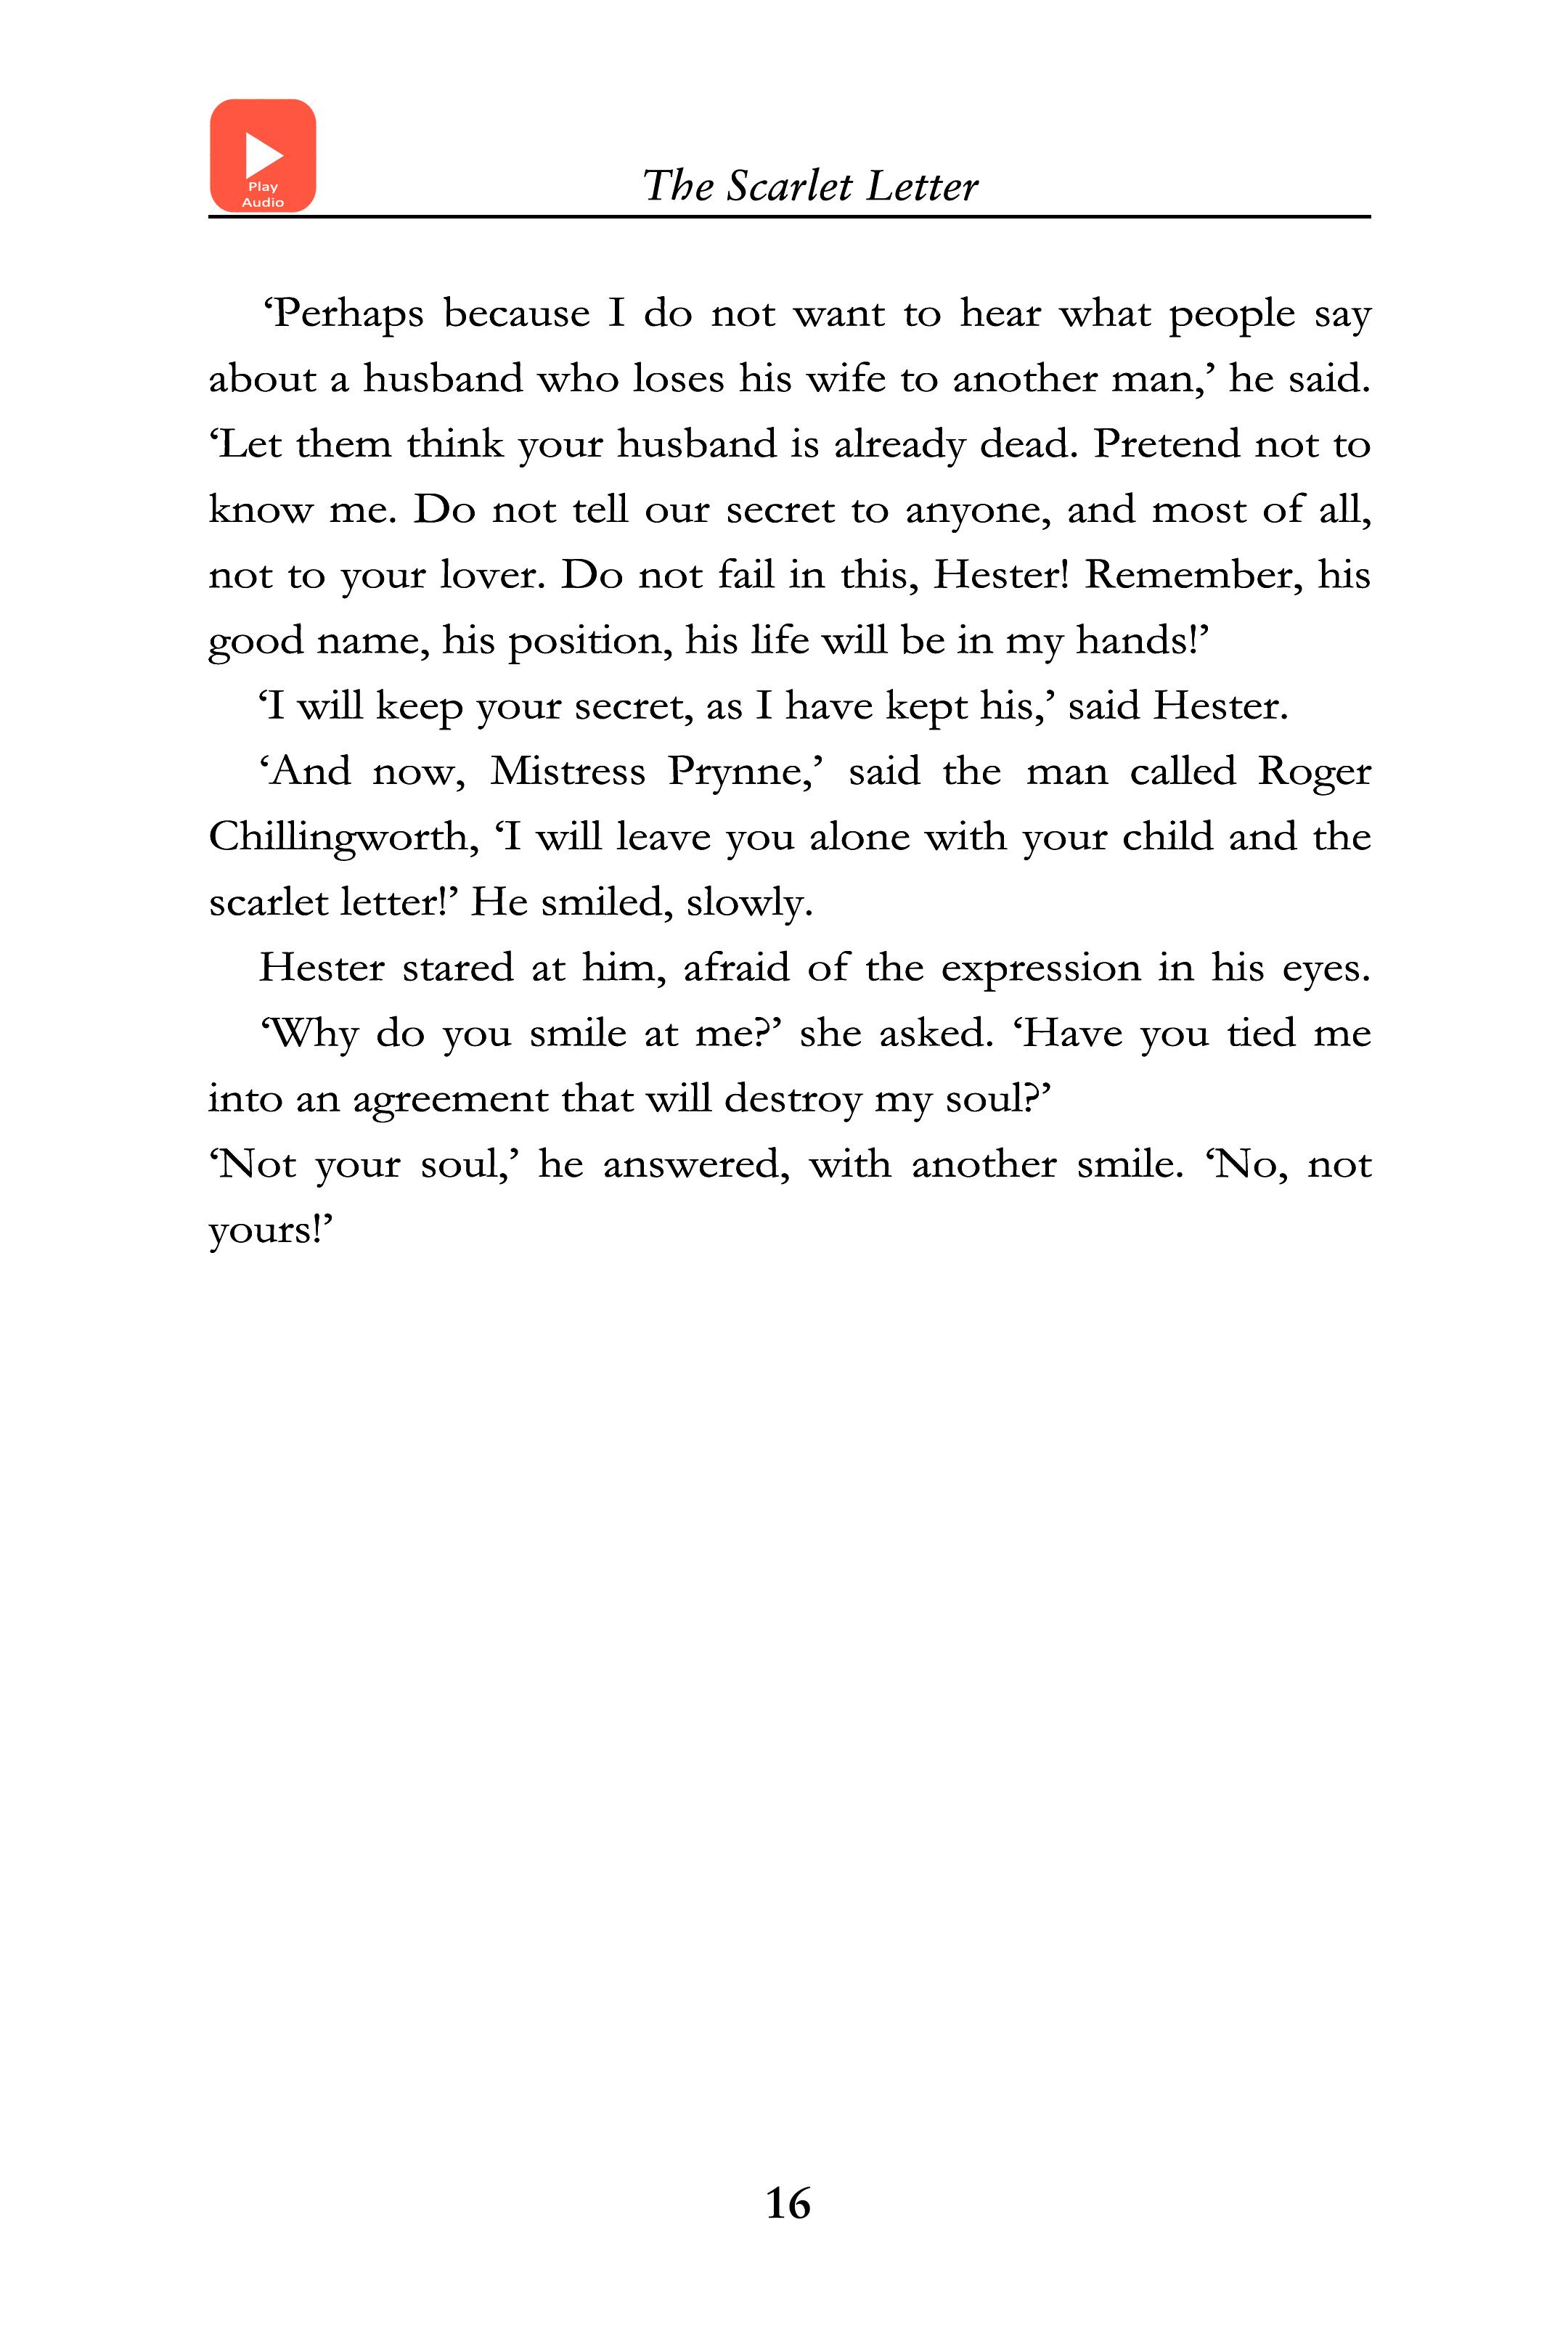 Play
Audio
The Scarlet Letter
‘Perhaps because I do not want to hear what people say
about a husband who loses his wife to another man,’ he said.
‘Let them think your husband is already dead. Pretend not to
know me. Do not tell our secret to anyone, and most of all,
not to your lover. Do not fail in this, Hester! Remember, his
good name, his position, his life will be in my hands!’
‘I will keep your secret, as I have kept his,’ said Hester.
‘And now, Mistress Prynne,’ said the man called Roger
Chillingworth, ‘I will leave you alone with your child and the
scarlet letter!’ He smiled, slowly.
Hester stared at him, afraid of the expression in his eyes.
‘Why do you smile at me?’ she asked. ‘Have you tied me
into an agreement that will destroy my soul?’
‘Not your soul,’ he answered, with another smile. ‘No, not
yours!’
16